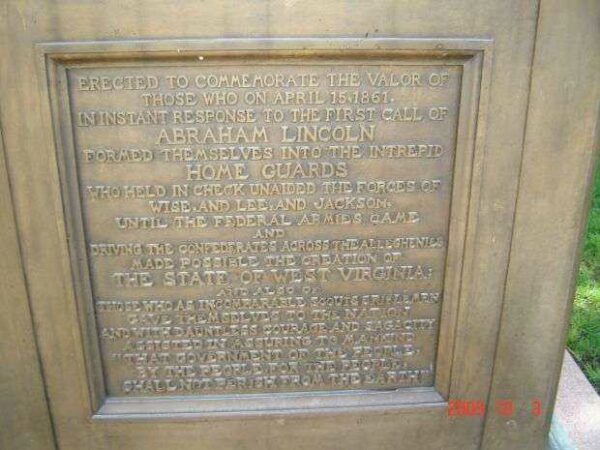 ERECTED TO COMMEMORATE THE VALOR OF
THOSE WHO ON APRIL 15, 1861.
IN INSTANT RESPONSE TO THE FIRST CALL OF
ABRAHAM LINCOLN
FORMED THEMSELVES INTO THE INTREPID
HOME GUARDS
WHO HELD IN CHECK UNAIDED THE FORCES OF
WISE, AND LEE, AND JACKSON,
UNTIL THE FEDERAL ARMIES CAME
AND
DRIVING THE CONFEDERATES ACROSS THE ALLEGHENIES
MADE POSSIBLE THE CREATION OF
THE STATE OF WEST VIRGINIA;
AND ALSO OF
THOSE WHO AS INCOMPARABLE SCOUTS & RIFLEMEN
GAVE THEMSELVES TO THE NATION
AND WITH DAUNTLESS COURAGE AND SAGACITY
ASSISTED IN ASSURING TO MANKIND
"THAT GOVERNMENT OF THE PEOPLE,
BY THE PEOPLE, FOR THE PEOPLE,
SHALL NOT PERISH FROM THE EARTH"
3